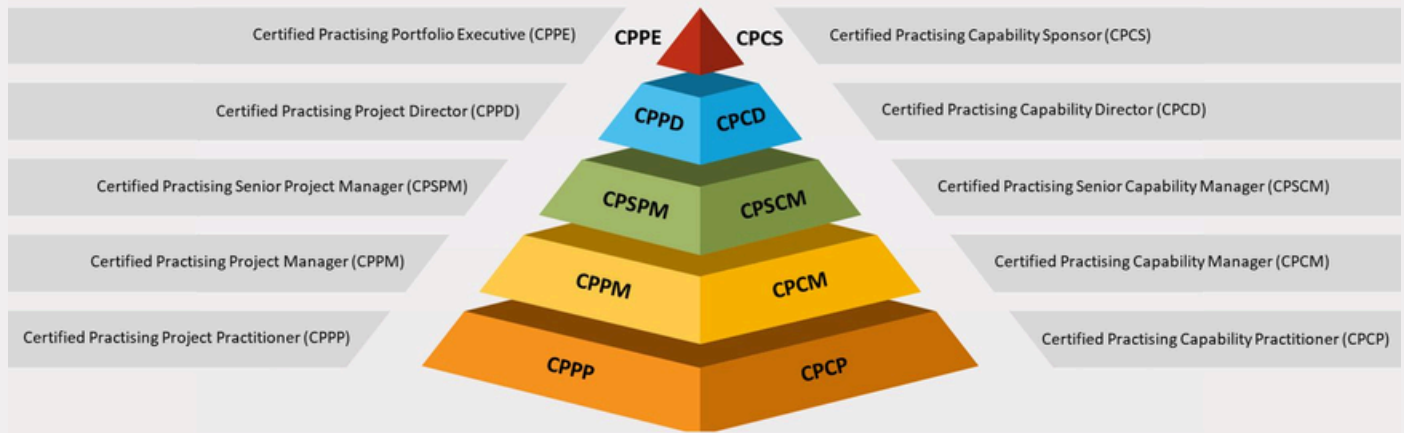 Certified Practising Portfolio Executive (CPPE)
CPPE
CPCS
Certified Practising Capability Sponsor (CPCS)
Certified Practising Project Director (CPPD)
CPPD
CPCD
Certified Practising Capability Director (CPCD)
Certified Practising Senior Project Manager (CPSPM)
CPSPM
CPSCM
Certified Practising Senior Capability Manager (CPSCM)
Certified Practising Project Manager (CPPM)
CPPM
CPCM
Certified Practising Capability Manager (CPCM)
Certified Practising Project Practitioner (CPPP)
CPPP
CPCP
Certified Practising Capability Practitioner (CPCP)